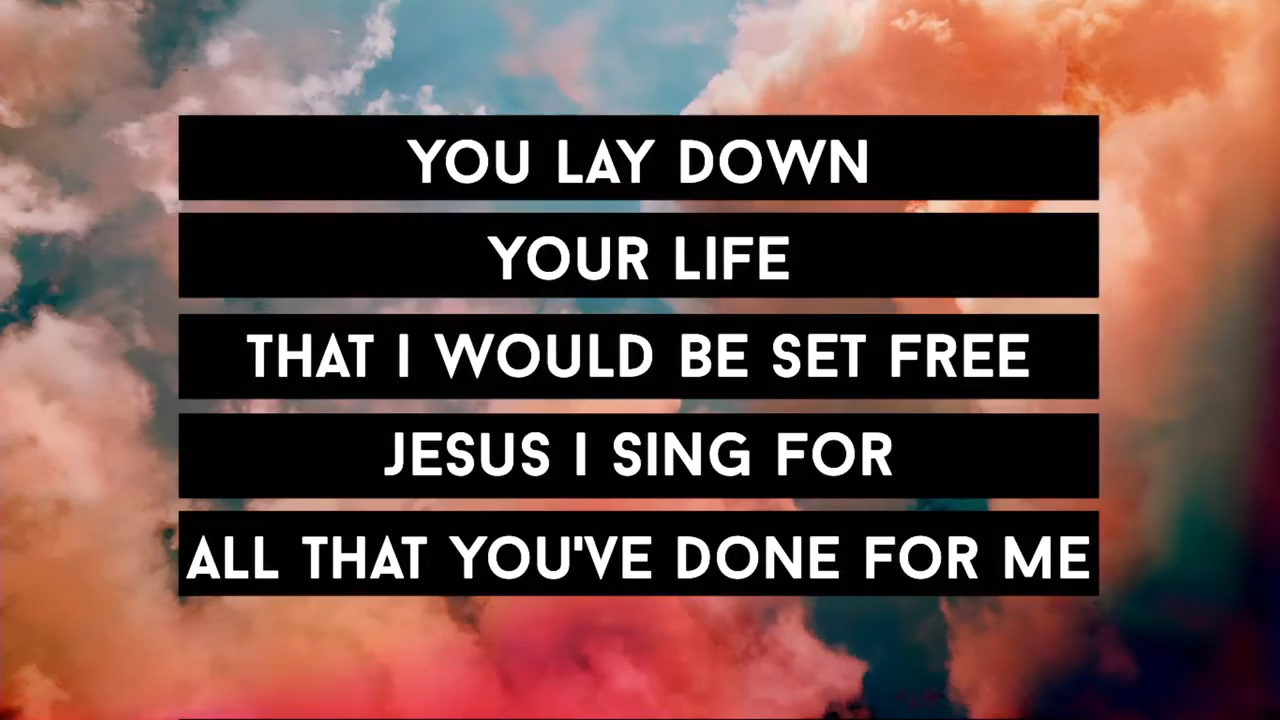 YOU LAY DOWN
YOUR LIFE
THAT I WOULD BE SET FREE
JESUS I SING FOR
ALL THAT YOU'VE DONE FOR ME